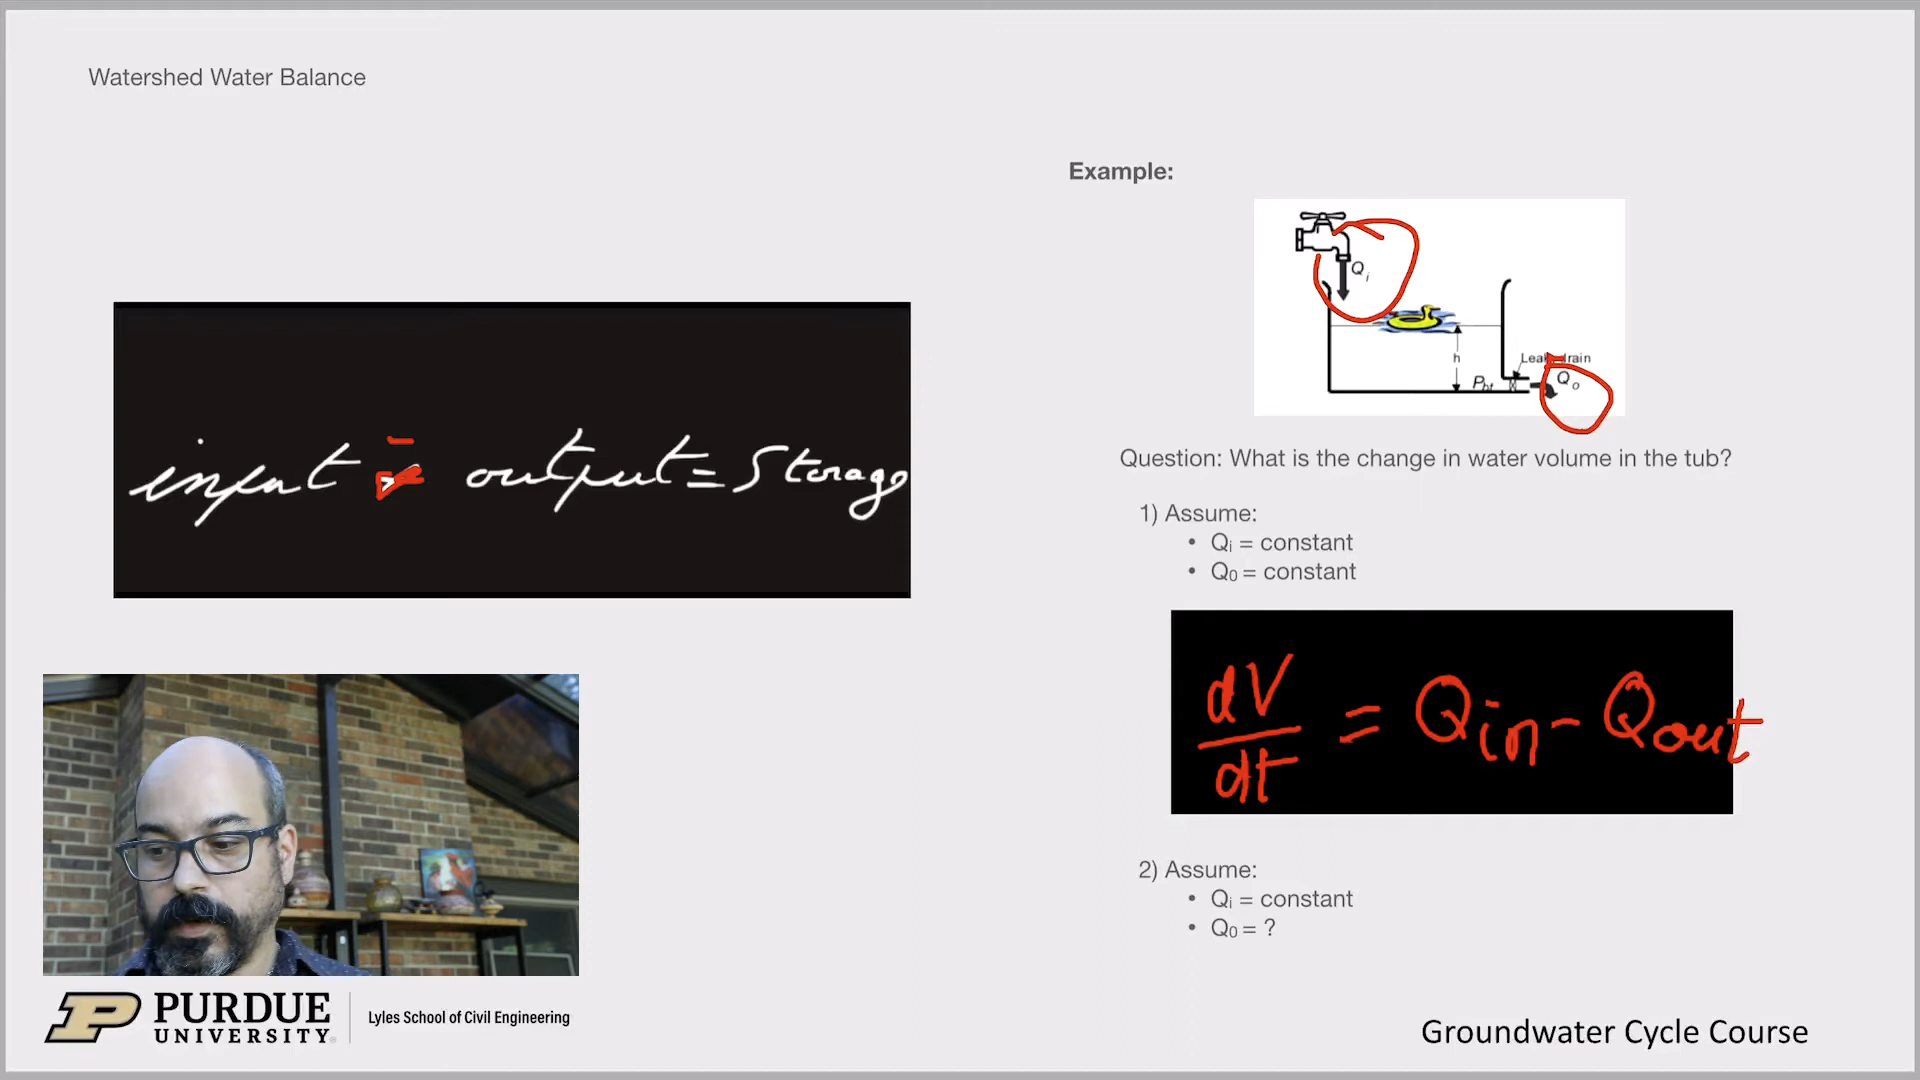 Watershed Water Balance
input - output = Storage
Example:
Qi
h
Pbt
Qo
Question: What is the change in water volume in the tub?
1) Assume:
• Qi = constant
• Q0 = constant
dV
dt
= Qin - Qout
2) Assume:
• Qi = constant
• Q0 = ?
PURDUE
UNIVERSITY
Lyles School of Civil Engineering
Groundwater Cycle Course